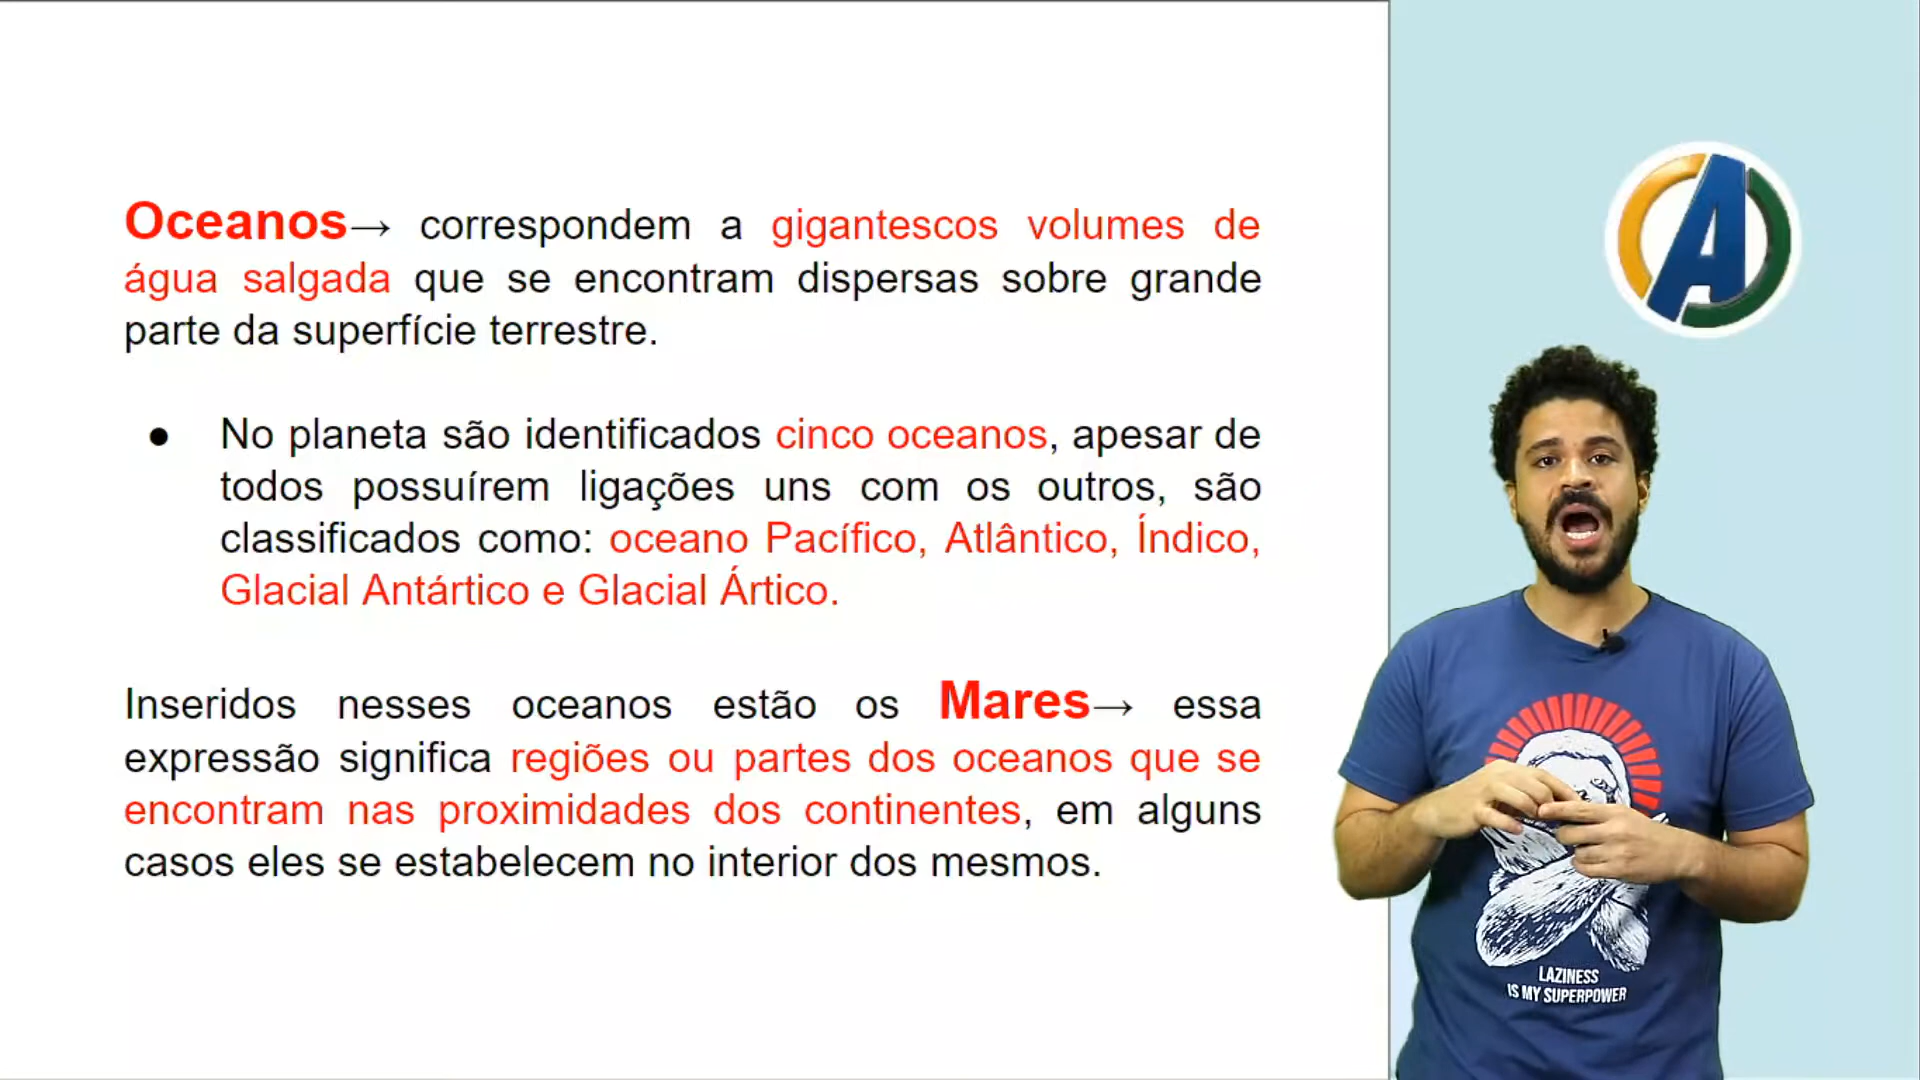 Oceanos→ correspondem a gigantescos volumes de
água salgada que se encontram dispersas sobre grande
parte da superfície terrestre.
● No planeta são identificados cinco oceanos, apesar de
todos possuírem ligações uns com os outros, são
classificados como: oceano Pacífico, Atlântico, Índico,
Glacial Antártico e Glacial Ártico.
Inseridos nesses oceanos estão os Mares→ essa
expressão significa regiões ou partes dos oceanos que se
encontram nas proximidades dos continentes, em alguns
casos eles se estabelecem no interior dos mesmos.
A
LAZINESS
IS MY SUPERPOWER